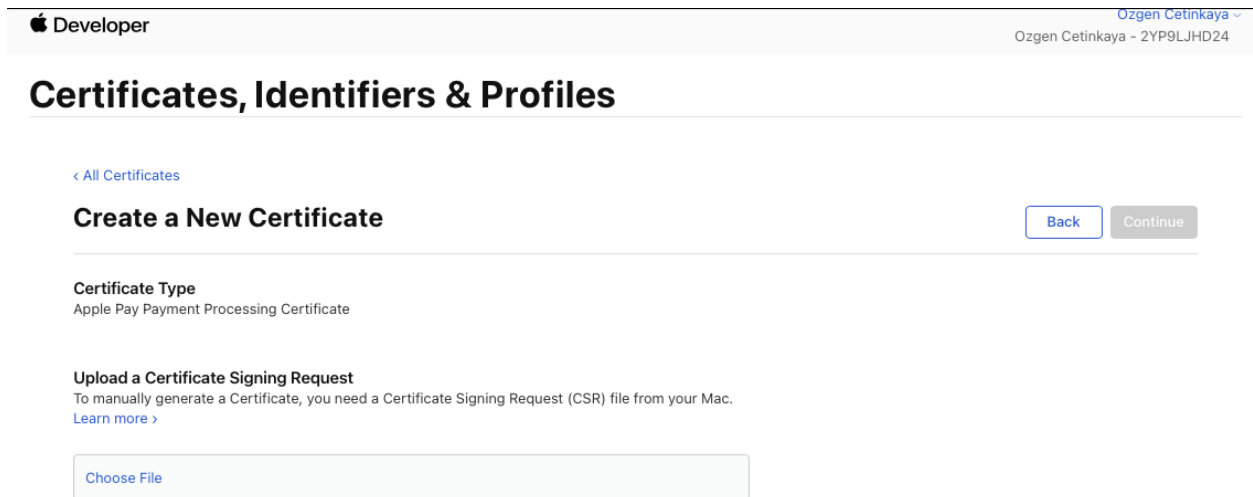 Developer
Ozgen Cetinkaya
Ozgen Cetinkaya - 2YP9LJHD24
Certificates, Identifiers & Profiles
‹ All Certificates
Create a New Certificate
Back
Continue
Certificate Type
Apple Pay Payment Processing Certificate
Upload a Certificate Signing Request
To manually generate a Certificate, you need a Certificate Signing Request (CSR) file from your Mac.
Learn more ›
Choose File